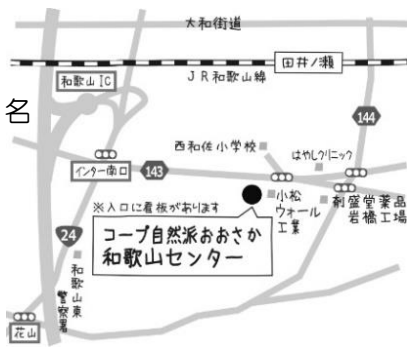 大和街道
田井ノ瀬
JR和歌山線
和歌山IC
名
144
西和佐小学校
はやしクリニック
インター南口
143
小松
ウォール
工業
剤盛堂薬品
岩橋工場
※入口に看板があります
コープ自然派おおさか
和歌山センター
24
和歌山東
警察署
花山